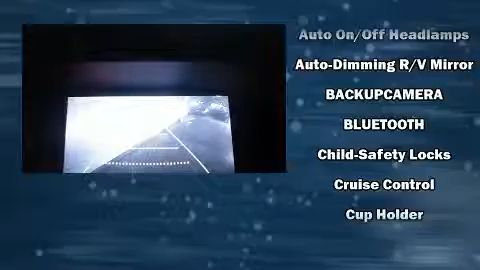 Auto On/Off Headlamps
Auto-Dimming R/V Mirror
BACKUPCAMERA
BLUETOOTH
Child-Safety Locks
Cruise Control
Cup Holder